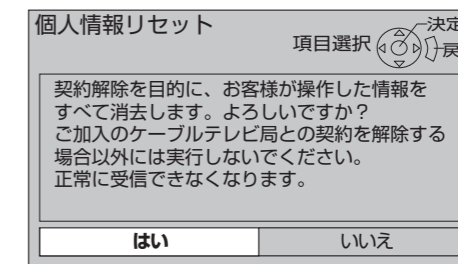 個人情報リセット
決定
項目選択
戻
契約解除を目的に、お客様が操作した情報を
すべて消去します。よろしいですか？
ご加入のケーブルテレビ局との契約を解除する
場合以外には実行しないでください。
正常に受信できなくなります。
はい いいえ